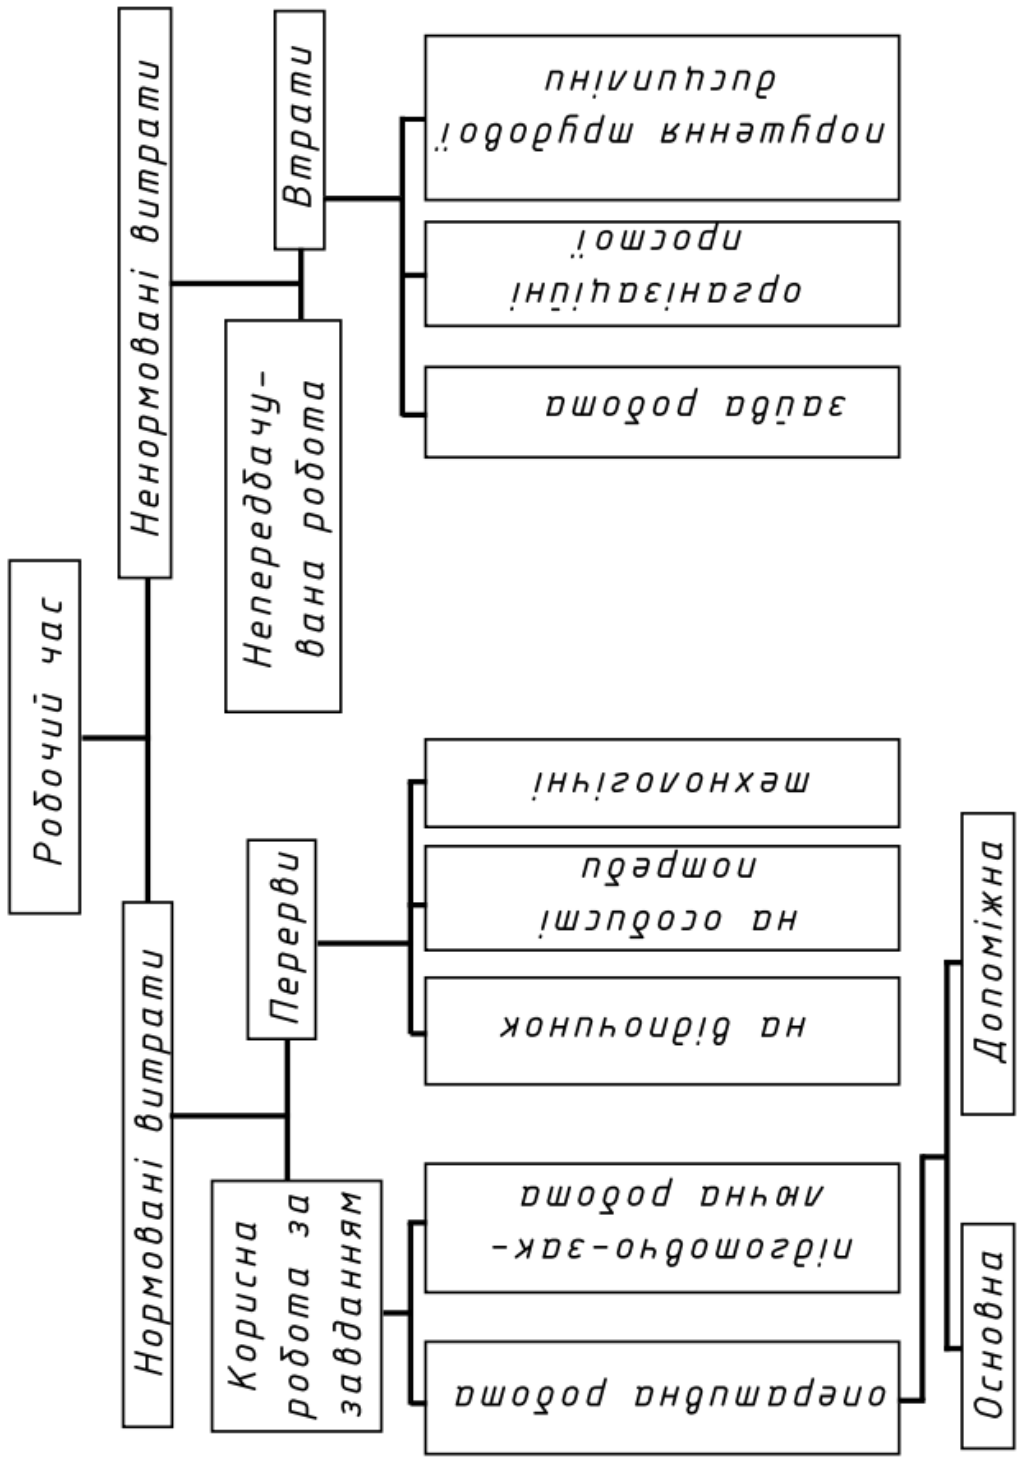 Робочий час
Нормовані витрати
Ненормовані витрати
Корисна
робота за
завданням
Перерви
Непередбачу-
вана робота
Втрати
оперативна робота
підготовчо-зак-
лючна робота
на відпочинок
на особисті
потреби
технологічні
зайва робота
організаційні
простої
порушення трудової
дисципліни
Основна
Допоміжна